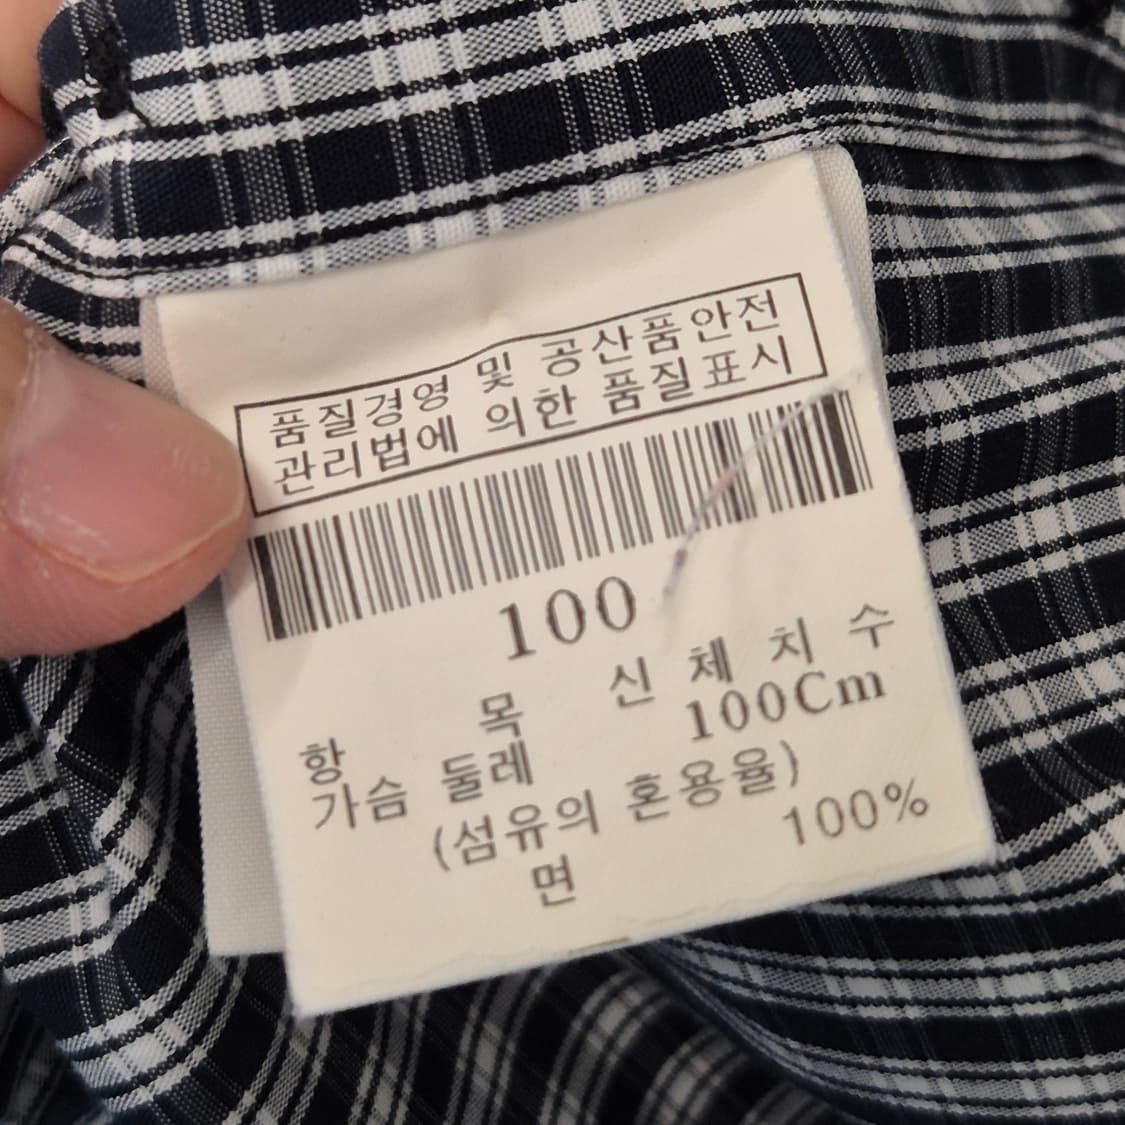 품질경영 및 공산품안전
관리법에 의한 품질표시
100
항 목 신 체 치 수
가슴 둘레 100Cm
(섬유의 혼용율)
면 100%